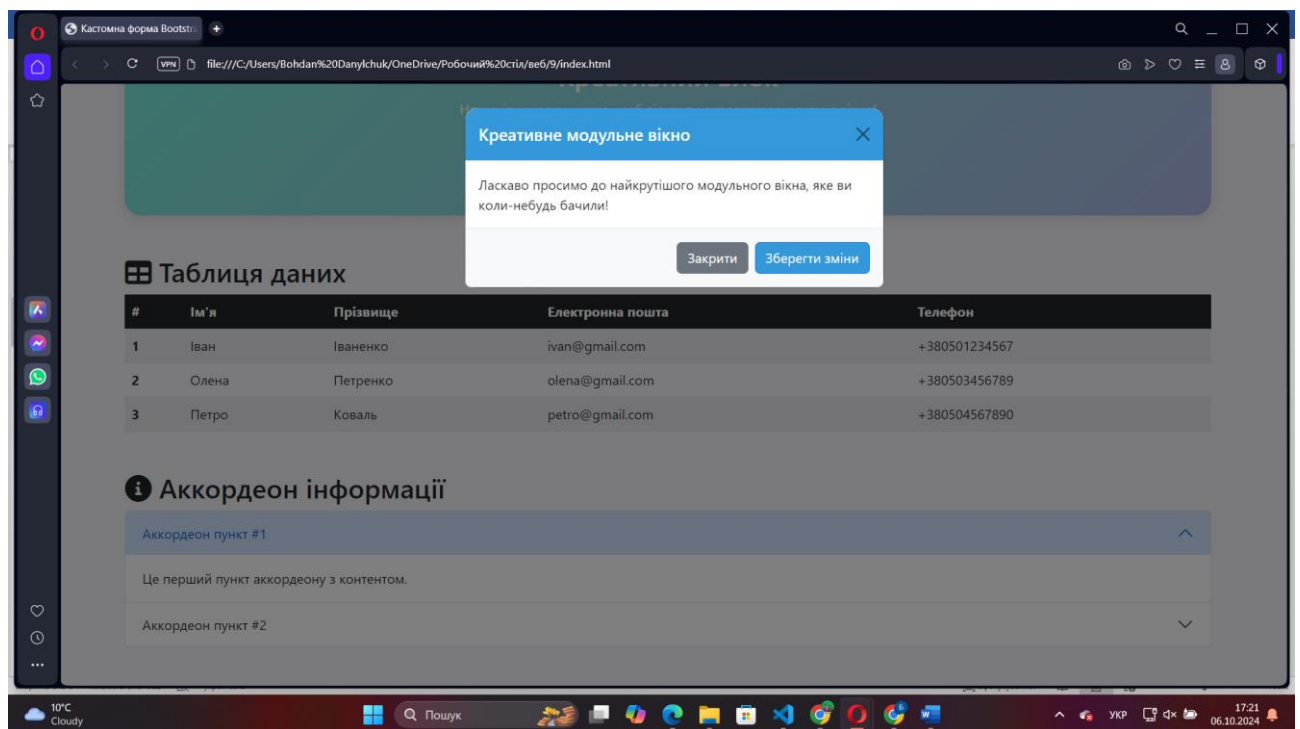 Кастомна форма Bootstr
VPN
file:///C:/Users/Bohdan%20Danylchuk/OneDrive/Робочий%20стіл/веб/9/index.html
Креативне модульне вікно
Ласкаво просимо до найкрутішого модульного вікна, яке ви
коли-небудь бачили!
Закрити Зберегти зміни
Таблиця даних
# Ім'я Прізвище Електронна пошта Телефон
1 Іван Іваненко ivan@gmail.com +380501234567
2 Олена Петренко olena@gmail.com +380503456789
3 Петро Коваль petro@gmail.com +380504567890
Аккордеон інформації
Аккордеон пункт #1
Це перший пункт аккордеону з контентом.
Аккордеон пункт #2
10°C
Cloudy
Пошук
УКР
17:21
06.10.2024